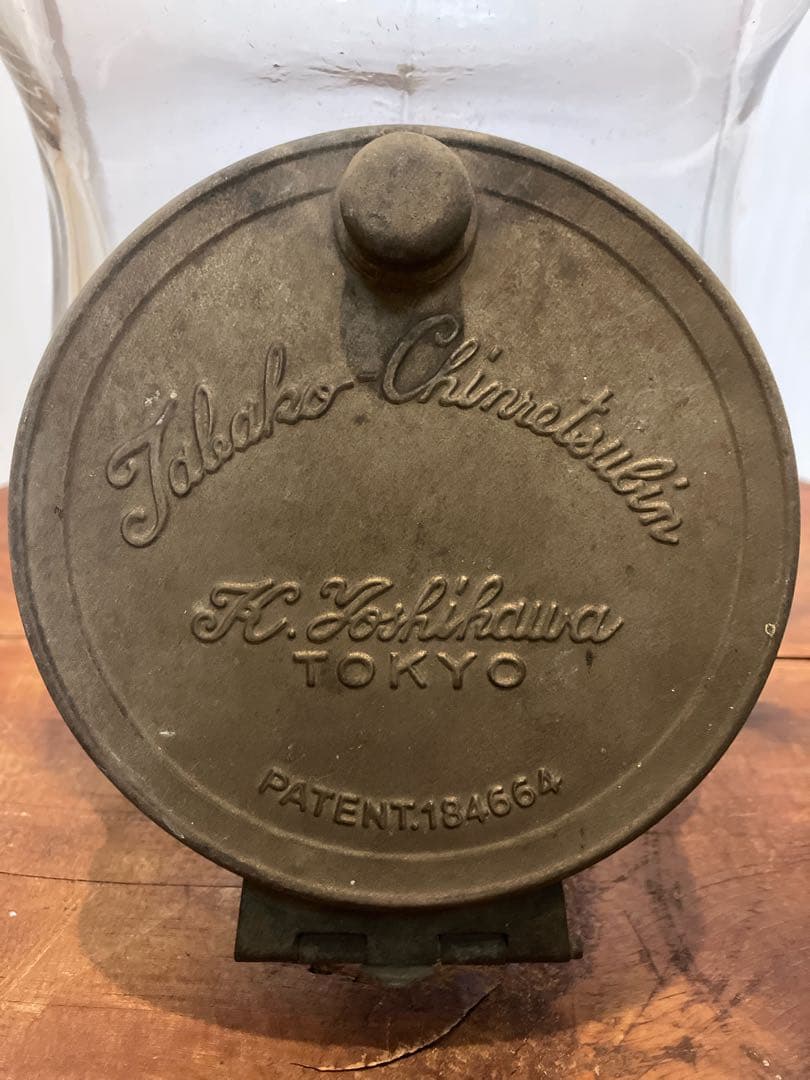 Tabako-Chinretsubin
K. Yoshikawa
TOKYO
PATENT.184664